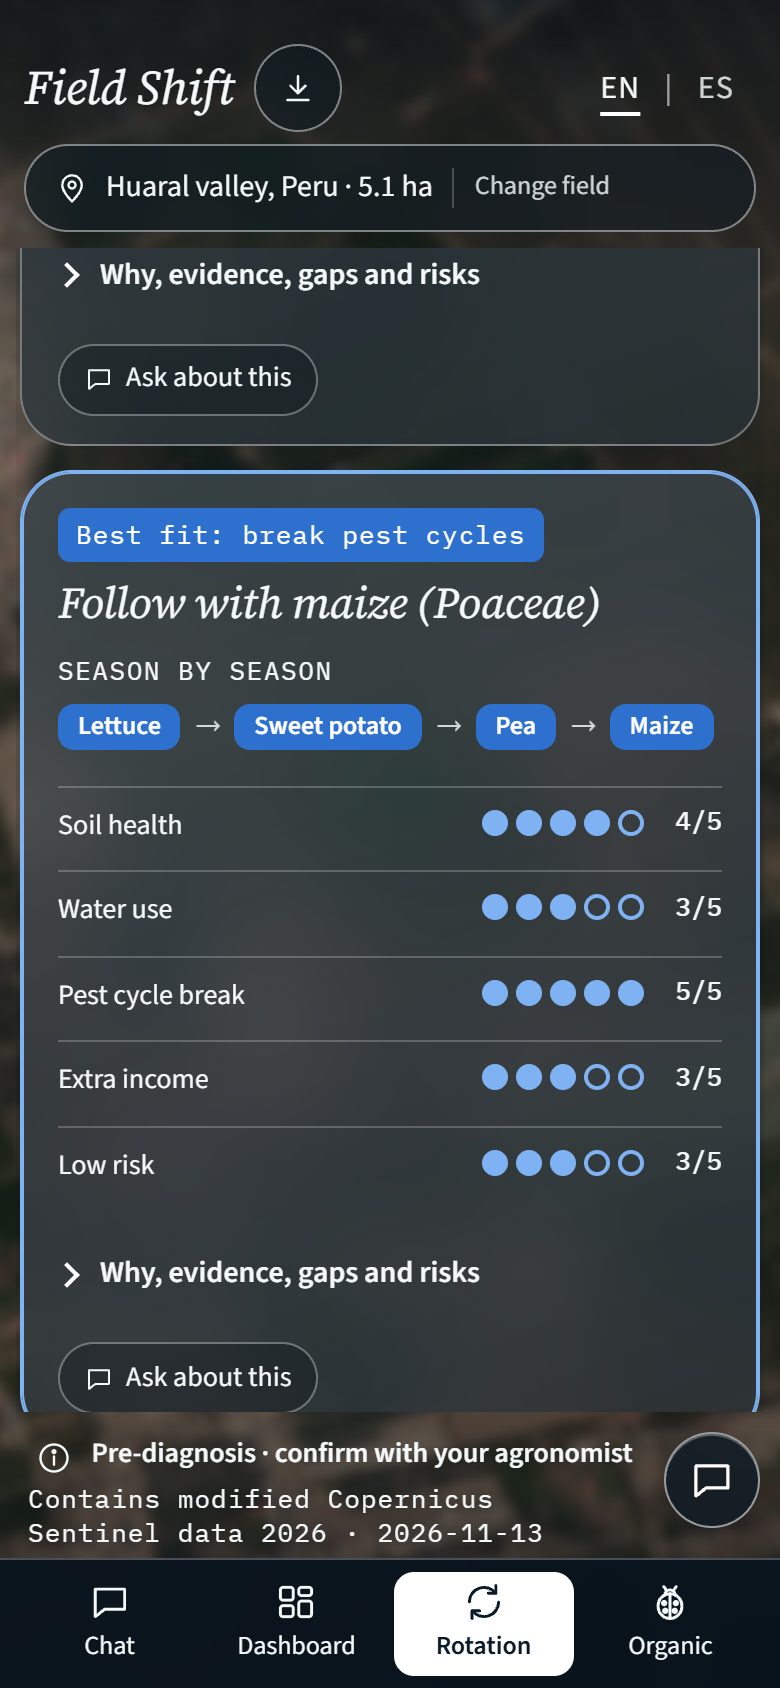 Field Shift
EN | ES
Huaral valley, Peru · 5.1 ha | Change field
Why, evidence, gaps and risks
Ask about this
Best fit: break pest cycles
Follow with maize (Poaceae)
SEASON BY SEASON
Lettuce → Sweet potato → Pea → Maize
Soil health 4/5
Water use 3/5
Pest cycle break 5/5
Extra income 3/5
Low risk 3/5
Why, evidence, gaps and risks
Ask about this
Pre-diagnosis · confirm with your agronomist
Contains modified Copernicus
Sentinel data 2026 · 2026-11-13
Chat Dashboard Rotation Organic